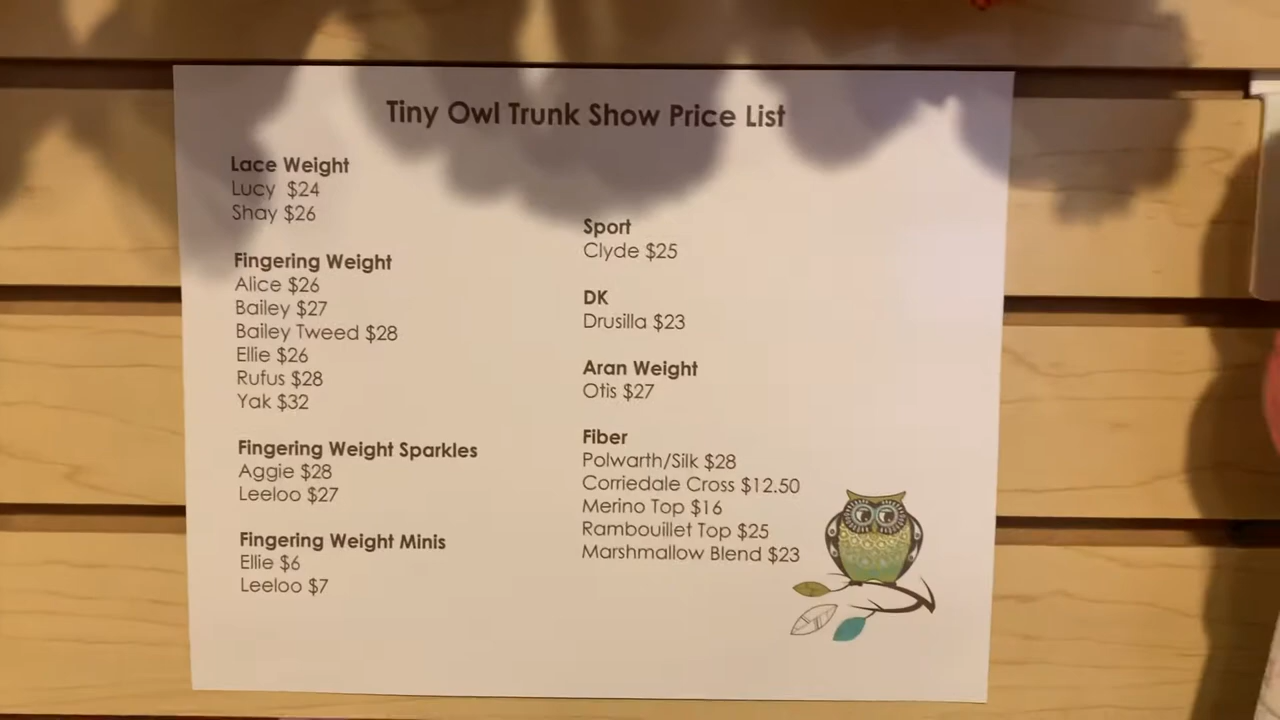 Tiny Owl Trunk Show Price List
Lace Weight
Lucy $24
Shay $26
Fingering Weight
Alice $26
Bailey $27
Bailey Tweed $28
Ellie $26
Rufus $28
Yak $32
Fingering Weight Sparkles
Aggie $28
Leeloo $27
Fingering Weight Minis
Ellie $6
Leeloo $7
Sport
Clyde $25
DK
Drusilla $23
Aran Weight
Otis $27
Fiber
Polwarth/Silk $28
Corriedale Cross $12.50
Merino Top $16
Rambouillet Top $25
Marshmallow Blend $23